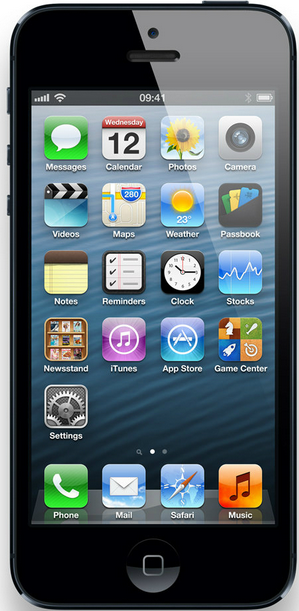 09:41
Wednesday
12
280
23°
Messages Calendar Photos Camera
Videos Maps Weather Passbook
Notes Reminders Clock Stocks
Newsstand iTunes App Store Game Center
Settings
Phone Mail Safari Music